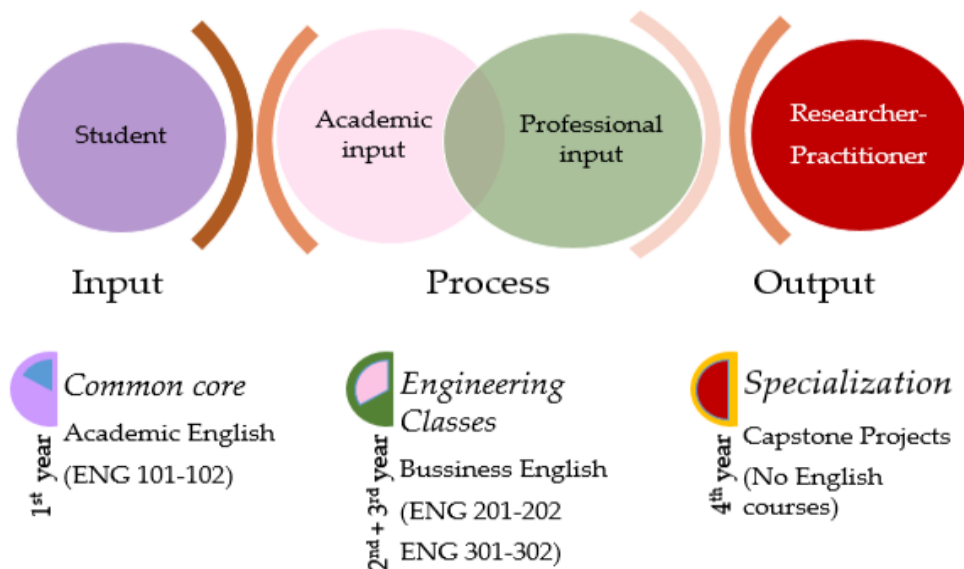 Student
Academic
input
Professional
input
Researcher-
Practitioner
Input
Process
Output
1st year
Common core
Academic English
(ENG 101-102)
2nd + 3rd year
Engineering
Classes
Bussiness English
(ENG 201-202
ENG 301-302)
4th year
Specialization
Capstone Projects
(No English
courses)